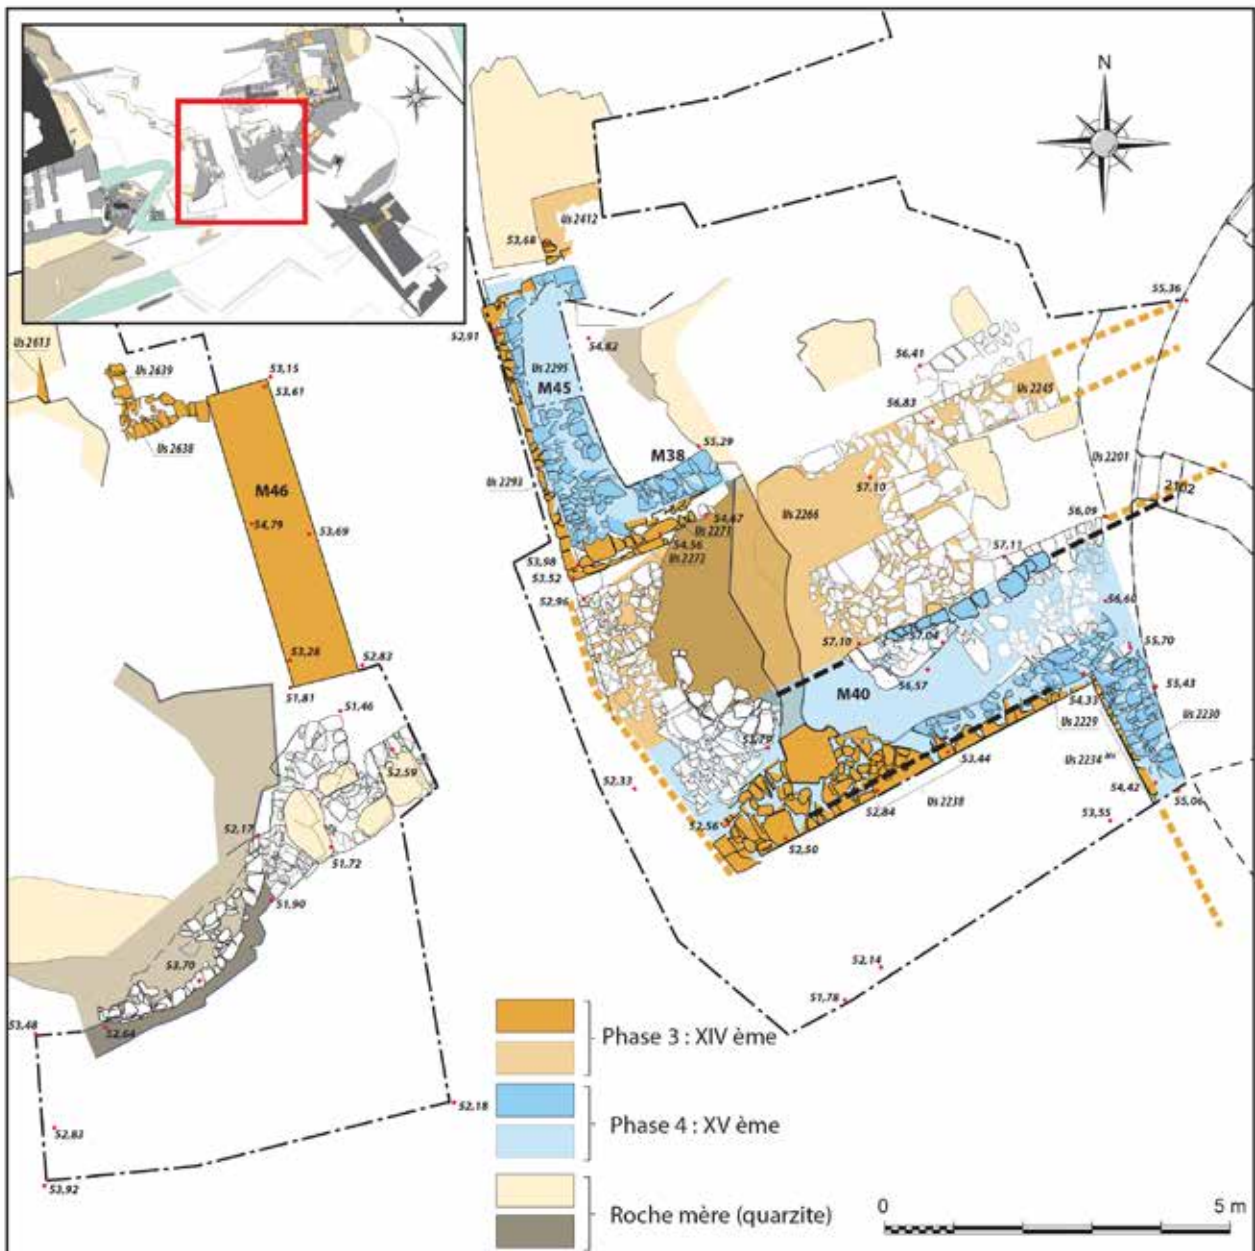 N
Us 2412
53,68
55,36
Us 2613
52,91
54,82
56,41
Us 2639
53,15
53,61
Us 2295
M45
Us 2245
56,83
Us 2638
M38
55,29
Us 2201
M46
Us 2293
57,10
2102
54,79
54,67
Us 2266
56,09
53,69
Us 2271
54,56
57,11
53,98
Us 2272
53,52
52,96
56,60
57,10
57,04
55,70
53,28
52,83
M40
56,57
55,43
51,81
54,33
51,46
Us 2229
Us 2230
53,79
52,59
53,44
Us 2234 bis
52,33
54,42
Us 2238
55,06
52,84
52,56
53,55
52,17
52,50
51,72
51,90
53,70
52,14
51,78
53,48
52,64
Phase 3 : XIV ème
52,18
Phase 4 : XV ème
52,83
53,92
Roche mère (quartzite)
0
5 m